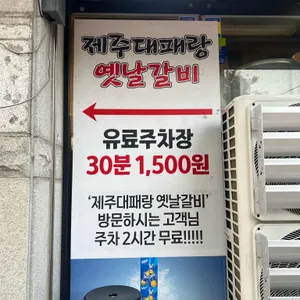 제주대패랑
옛날갈비
유료주차장
30분 1,500원
'제주대패랑 옛날갈비'
방문하시는 고객님
주차 2시간 무료!!!!!